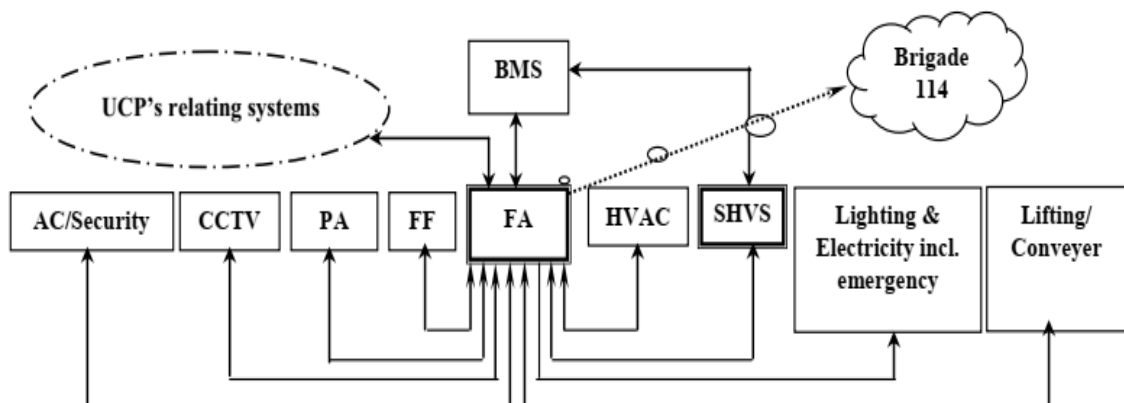 BMS
Brigade
114
UCP's relating systems
AC/Security
CCTV
PA
FF
FA
HVAC
SHVS
Lighting &
Electricity incl.
emergency
Lifting/
Conveyer